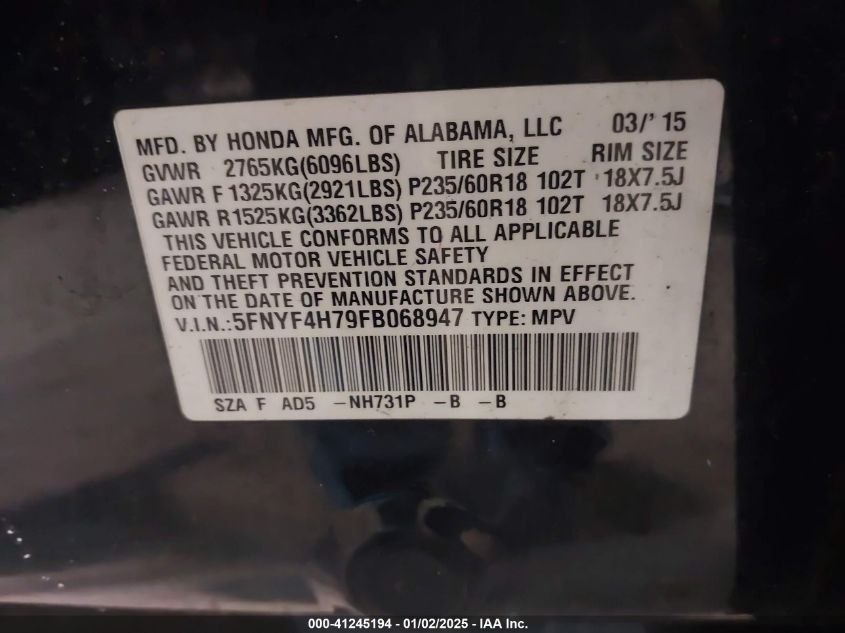 MFD. BY HONDA MFG. OF ALABAMA, LLC 03/'15
GVWR 2765KG(6096LBS) TIRE SIZE RIM SIZE
GAWR F 1325KG(2921LBS) P235/60R18 102T 18X7.5J
GAWR R1525KG(3362LBS) P235/60R18 102T 18X7.5J
THIS VEHICLE CONFORMS TO ALL APPLICABLE
FEDERAL MOTOR VEHICLE SAFETY
AND THEFT PREVENTION STANDARDS IN EFFECT
ON THE DATE OF MANUFACTURE SHOWN ABOVE.
V.I.N.:5FNYF4H79FB068947 TYPE: MPV
SZA F AD5 -NH731P -B -B
000-41245194 - 01/02/2025 - IAA Inc.